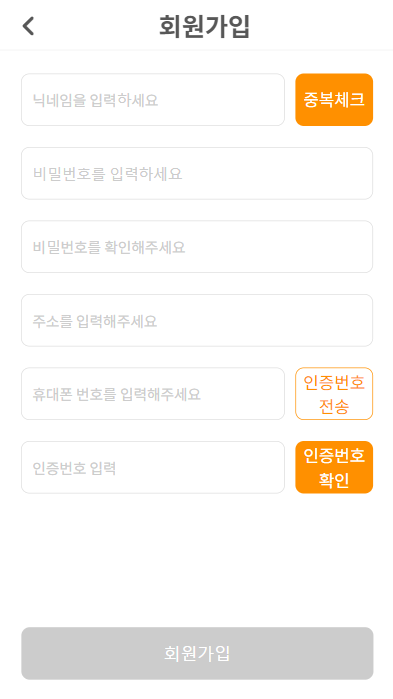 회원가입
닉네임을 입력하세요
중복체크
비밀번호를 입력하세요
비밀번호를 확인해주세요
주소를 입력해주세요
휴대폰 번호를 입력해주세요
인증번호
전송
인증번호 입력
인증번호
확인
회원가입